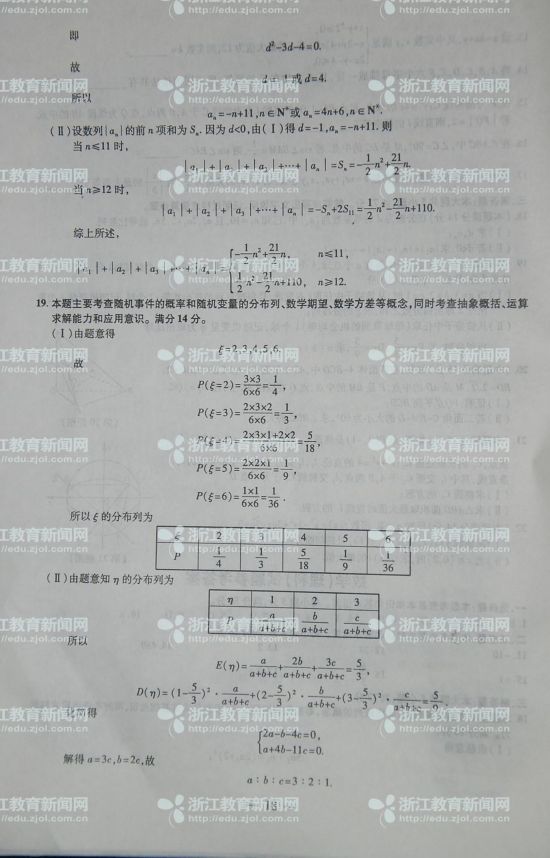 即
d²-3d-4=0.
故
d=-1或d=4.
所以
aₙ=-n+11,n∈N*或aₙ=4n+6,n∈N*.
(Ⅱ)设数列|aₙ|的前n项和为Sₙ.因为d<0,由(Ⅰ)得d=-1,aₙ=-n+11.则
当n≤11时,
|a₁|+|a₂|+|a₃|+…+|aₙ|=Sₙ=-1/2n²+21/2n.
当n≥12时,
|a₁|+|a₂|+|a₃|+…+|aₙ|=-Sₙ+2S₁₁=1/2n²-21/2n+110.
综上所述,
|a₁|+|a₂|+|a₃|+…+|aₙ|={-1/2n²+21/2n, n≤11,
1/2n²-21/2n+110, n≥12.
19.本题主要考查随机事件的概率和随机变量的分布列、数学期望、数学方差等概念,同时考查抽象概括、运算
求解能力和应用意识。满分14分。
(Ⅰ)由题意得
ξ=2,3,4,5,6.
故
P(ξ=2)=3×3/6×6=1/4,
P(ξ=3)=2×3×2/6×6=1/3,
P(ξ=4)=2×3×1+2×2/6×6=5/18,
P(ξ=5)=2×2×1/6×6=1/9,
P(ξ=6)=1×1/6×6=1/36.
所以ξ的分布列为
ξ 2 3 4 5 6
P 1/4 1/3 5/18 1/9 1/36
(Ⅱ)由题意知η的分布列为
η 1 2 3
P a/a+b+c b/a+b+c c/a+b+c
所以
E(η)=a/a+b+c+2b/a+b+c+3c/a+b+c=5/3,
D(η)=(1-5/3)²·a/a+b+c+(2-5/3)²·b/a+b+c+(3-5/3)²·c/a+b+c=5/9.
化简得
{2a-b-4c=0,
a+4b-11c=0.
解得a=3c,b=2c,故
a:b:c=3:2:1.
浙江教育新闻网
http://edu.zjol.com.cn